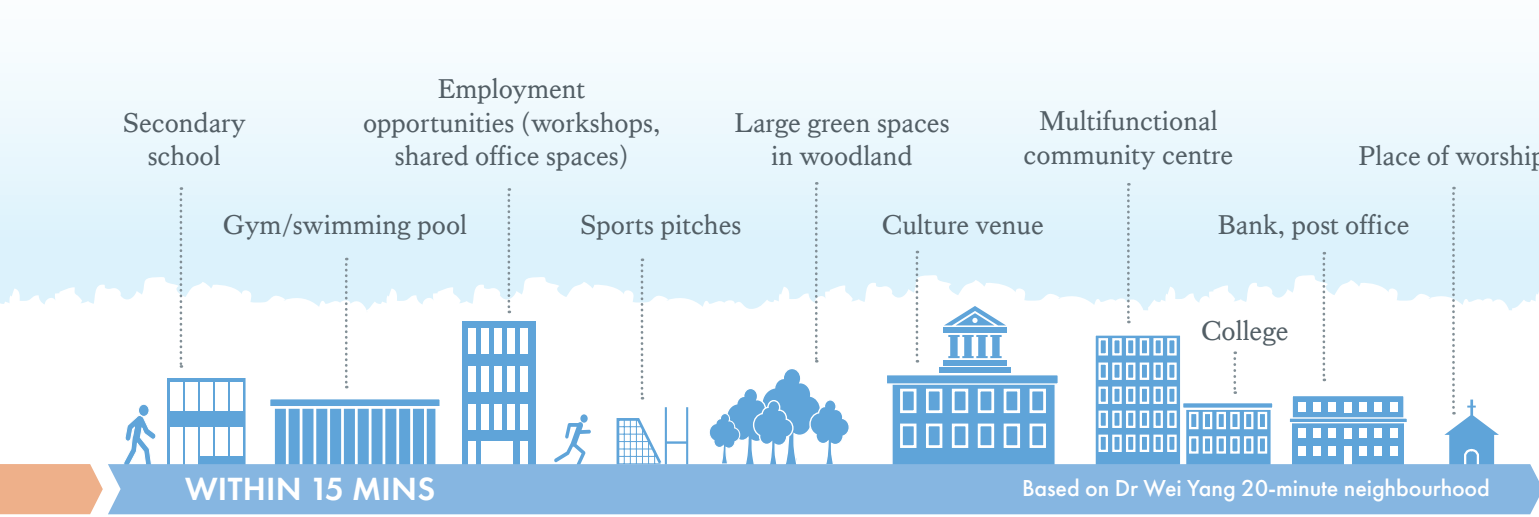 Secondary
school
Gym/swimming pool
Employment
opportunities (workshops,
shared office spaces)
Sports pitches
Large green spaces
in woodland
Culture venue
Multifunctional
community centre
College
Bank, post office
Place of worship
WITHIN 15 MINS
Based on Dr Wei Yang 20-minute neighbourhood